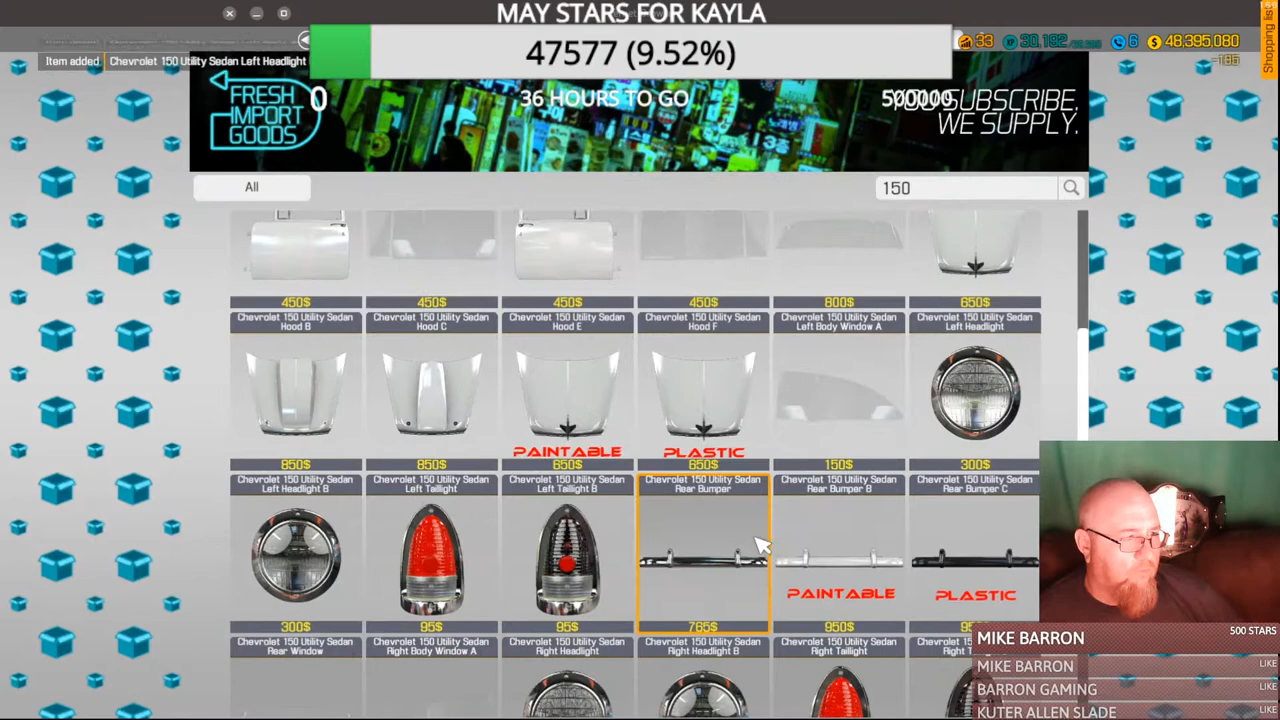 MAY STARS FOR KAYLA
47577 (9.52%)
0
36 HOURS TO GO
33
30,192
6
48,395,080
Shopping list
Item added
Chevrolet 150 Utility Sedan Left Headlight
FRESH
IMPORT
GOODS
SUBSCRIBE.
WE SUPPLY.
All
150
450$
450$
450$
450$
800$
650$
Chevrolet 150 Utility Sedan
Hood B
Chevrolet 150 Utility Sedan
Hood C
Chevrolet 150 Utility Sedan
Hood E
Chevrolet 150 Utility Sedan
Hood F
Chevrolet 150 Utility Sedan
Left Body Window A
Chevrolet 150 Utility Sedan
Left Headlight
PAINTABLE
PLASTIC
850$
850$
650$
650$
150$
300$
Chevrolet 150 Utility Sedan
Left Headlight B
Chevrolet 150 Utility Sedan
Left Taillight
Chevrolet 150 Utility Sedan
Left Taillight B
Chevrolet 150 Utility Sedan
Rear Bumper
Chevrolet 150 Utility Sedan
Rear Bumper B
Chevrolet 150 Utility Sedan
Rear Bumper C
PAINTABLE
PLASTIC
300$
95$
95$
765$
950$
Chevrolet 150 Utility Sedan
Rear Window
Chevrolet 150 Utility Sedan
Right Body Window A
Chevrolet 150 Utility Sedan
Right Headlight
Chevrolet 150 Utility Sedan
Right Headlight B
Chevrolet 150 Utility Sedan
Right Taillight
MIKE BARRON
500 STARS
MIKE BARRON
LIKE
BARRON GAMING
LIKE
KUTER ALLEN SLADE
LIKE